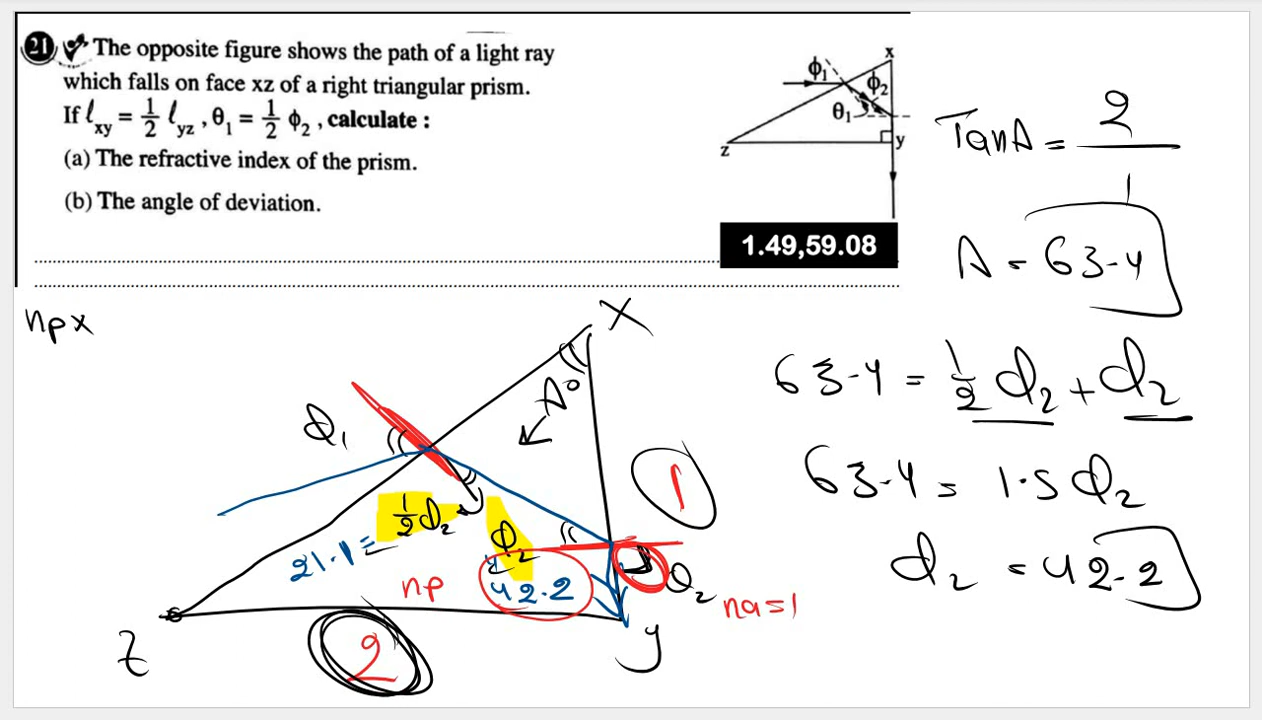 21 The opposite figure shows the path of a light ray
which falls on face xz of a right triangular prism.
If ℓxy = 1/2 ℓyz , θ1 = 1/2 ϕ2 , calculate :
(a) The refractive index of the prism.
(b) The angle of deviation.
x
ϕ1
ϕ2
θ1
y
z
1.49,59.08
TanA = 2/1
A = 63.4
63.4 = 1/2 ϕ2 + ϕ2
63.4 = 1.5 ϕ2
ϕ2 = 42.2
npx
X
A°
ϕ1
1
1/2 ϕ2
21.1 =
ϕ2
42.2
np
θ2
na=1
2
Z
y